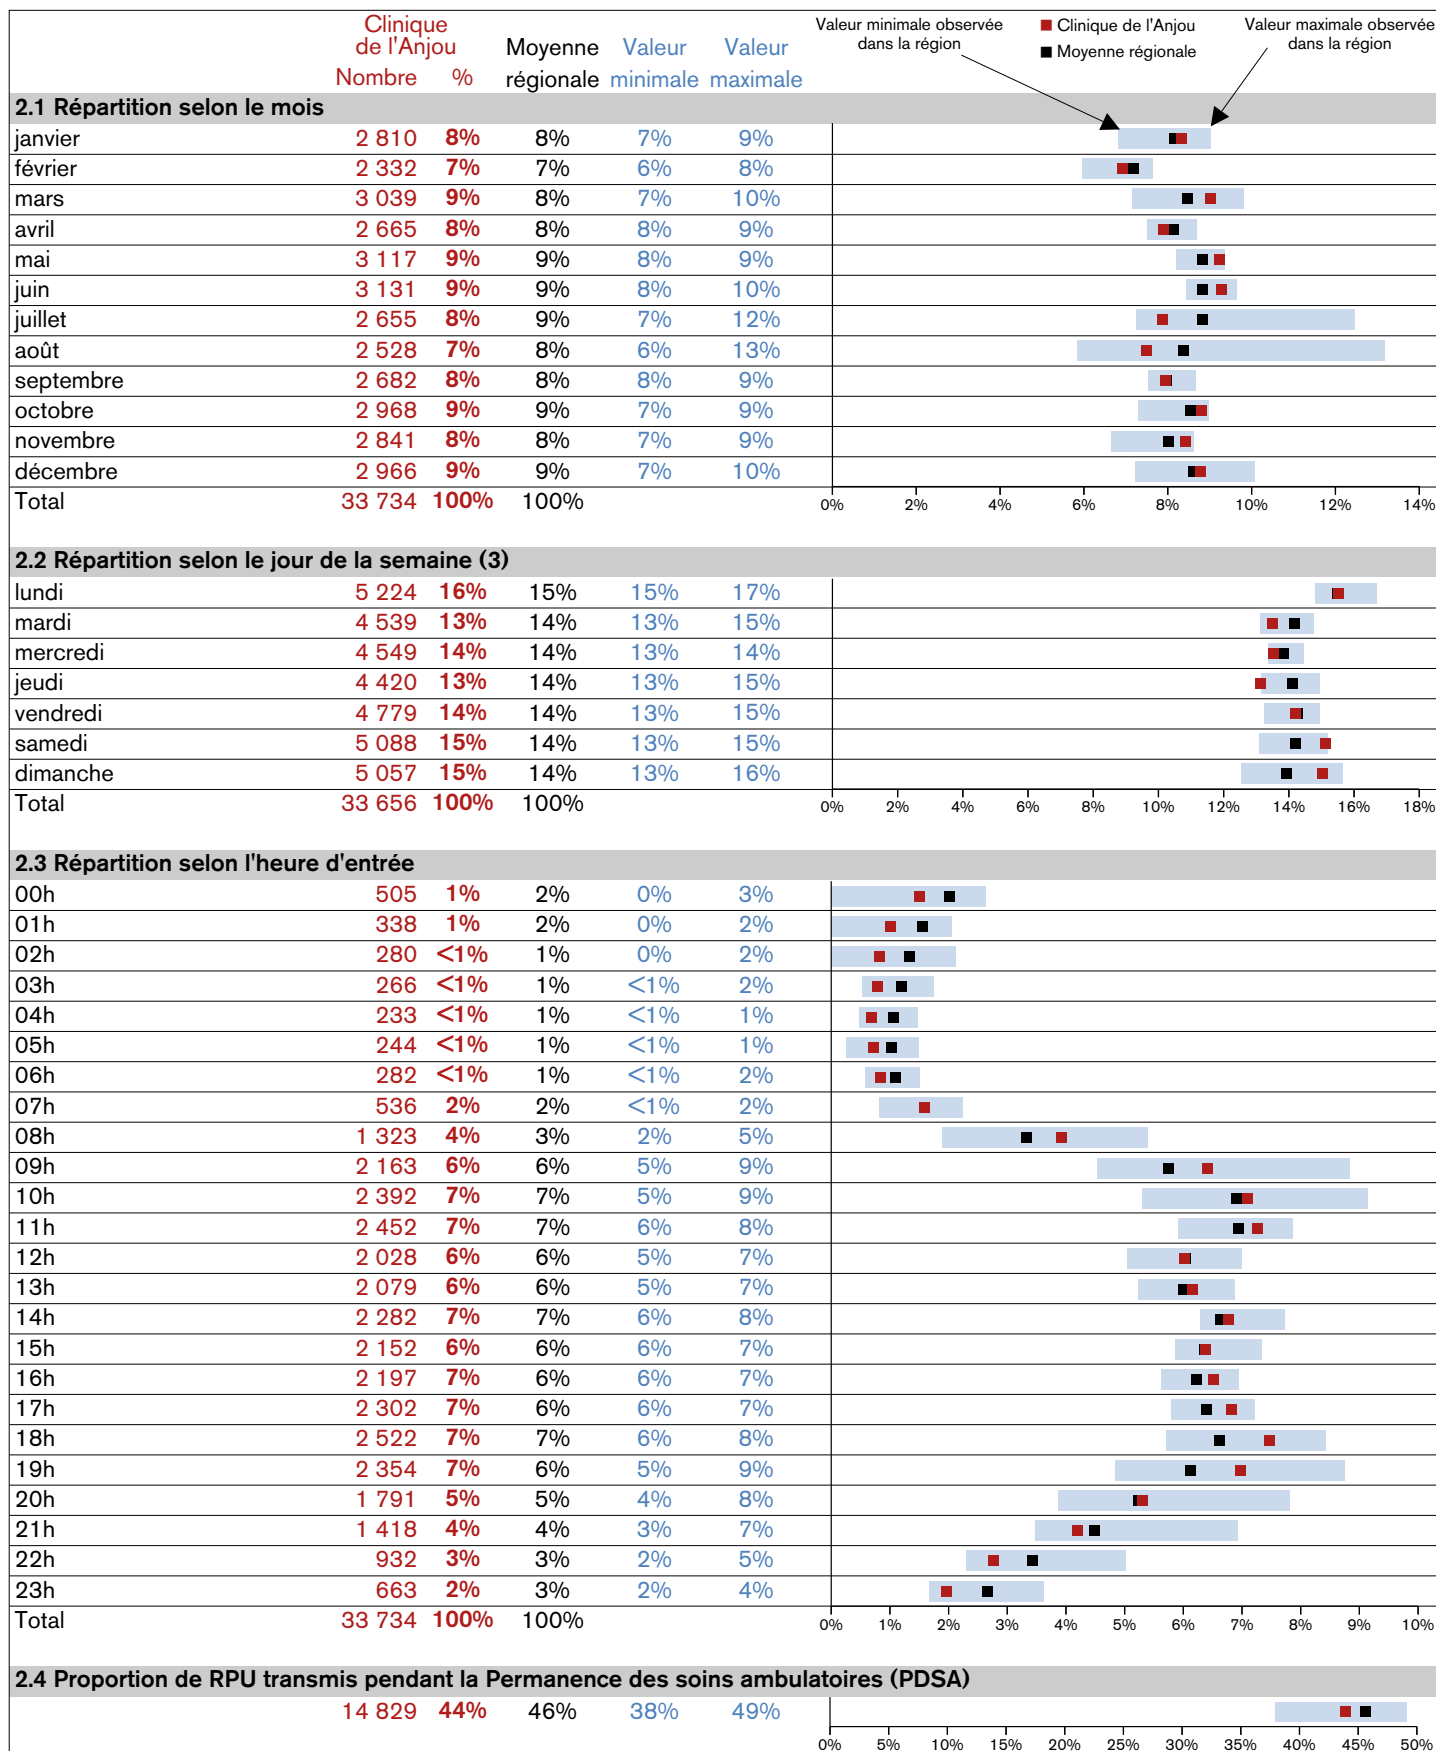 Clinique de l'Anjou
Nombre % Moyenne régionale Valeur minimale Valeur maximale
Valeur minimale observée dans la région
Clinique de l'Anjou
Moyenne régionale
Valeur maximale observée dans la région
2.1 Répartition selon le mois
janvier 2 810 8% 8% 7% 9%
février 2 332 7% 7% 6% 8%
mars 3 039 9% 8% 7% 10%
avril 2 665 8% 8% 8% 9%
mai 3 117 9% 9% 8% 9%
juin 3 131 9% 9% 8% 10%
juillet 2 655 8% 9% 7% 12%
août 2 528 7% 8% 6% 13%
septembre 2 682 8% 8% 8% 9%
octobre 2 968 9% 9% 7% 9%
novembre 2 841 8% 8% 7% 9%
décembre 2 966 9% 9% 7% 10%
Total 33 734 100% 100%
0% 2% 4% 6% 8% 10% 12% 14%
2.2 Répartition selon le jour de la semaine (3)
lundi 5 224 16% 15% 15% 17%
mardi 4 539 13% 14% 13% 15%
mercredi 4 549 14% 14% 13% 14%
jeudi 4 420 13% 14% 13% 15%
vendredi 4 779 14% 14% 13% 15%
samedi 5 088 15% 14% 13% 15%
dimanche 5 057 15% 14% 13% 16%
Total 33 656 100% 100%
0% 2% 4% 6% 8% 10% 12% 14% 16% 18%
2.3 Répartition selon l'heure d'entrée
00h 505 1% 2% 0% 3%
01h 338 1% 2% 0% 2%
02h 280 <1% 1% 0% 2%
03h 266 <1% 1% <1% 2%
04h 233 <1% 1% <1% 1%
05h 244 <1% 1% <1% 1%
06h 282 <1% 1% <1% 2%
07h 536 2% 2% <1% 2%
08h 1 323 4% 3% 2% 5%
09h 2 163 6% 6% 5% 9%
10h 2 392 7% 7% 5% 9%
11h 2 452 7% 7% 6% 8%
12h 2 028 6% 6% 5% 7%
13h 2 079 6% 6% 5% 7%
14h 2 282 7% 7% 6% 8%
15h 2 152 6% 6% 6% 7%
16h 2 197 7% 6% 6% 7%
17h 2 302 7% 6% 6% 7%
18h 2 522 7% 7% 6% 8%
19h 2 354 7% 6% 5% 9%
20h 1 791 5% 5% 4% 8%
21h 1 418 4% 4% 3% 7%
22h 932 3% 3% 2% 5%
23h 663 2% 3% 2% 4%
Total 33 734 100% 100%
0% 1% 2% 3% 4% 5% 6% 7% 8% 9% 10%
2.4 Proportion de RPU transmis pendant la Permanence des soins ambulatoires (PDSA)
14 829 44% 46% 38% 49%
0% 5% 10% 15% 20% 25% 30% 35% 40% 45% 50%